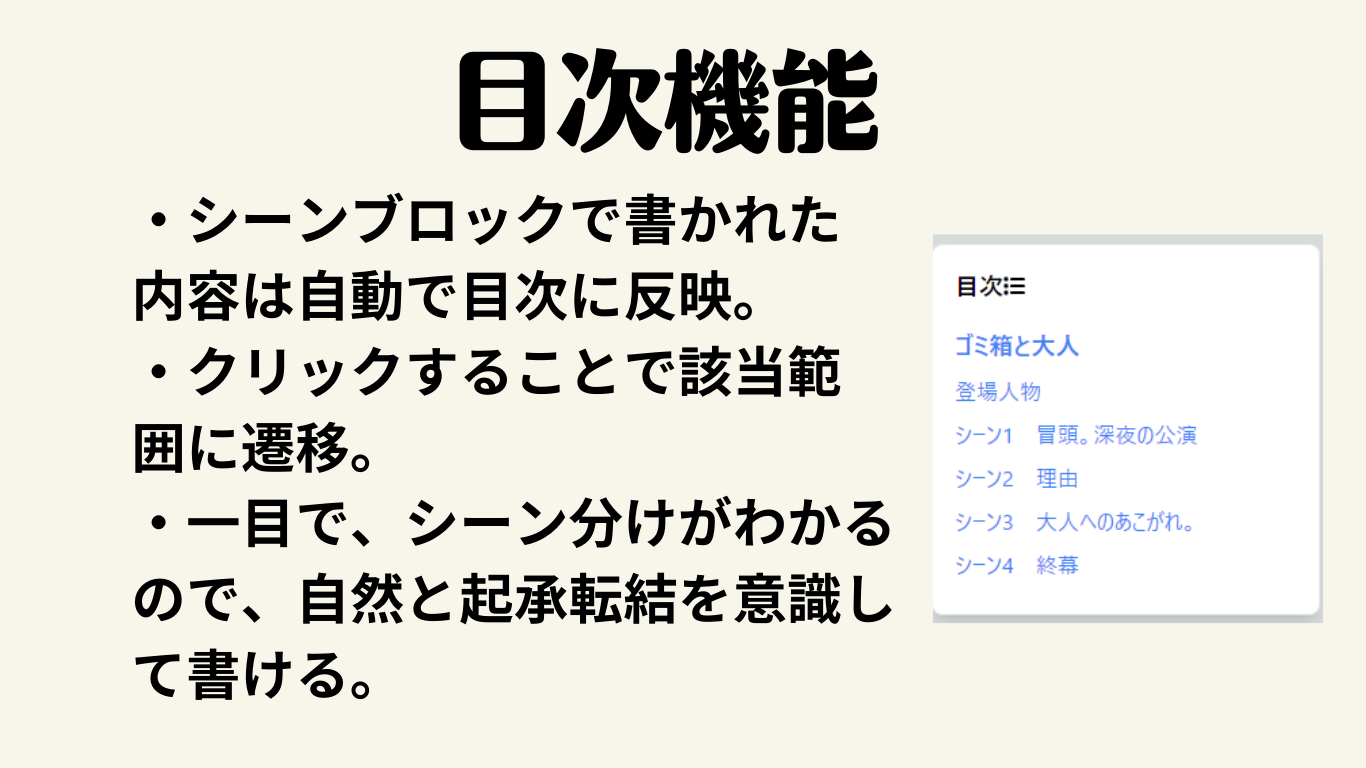 目次機能
・シーンブロックで書かれた
内容は自動で目次に反映。
・クリックすることで該当範
囲に遷移。
・一目で、シーン分けがわかる
ので、自然と起承転結を意識し
て書ける。
目次
ゴミ箱と大人
登場人物
シーン1　冒頭。深夜の公演
シーン2　理由
シーン3　大人へのあこがれ。
シーン4　終幕